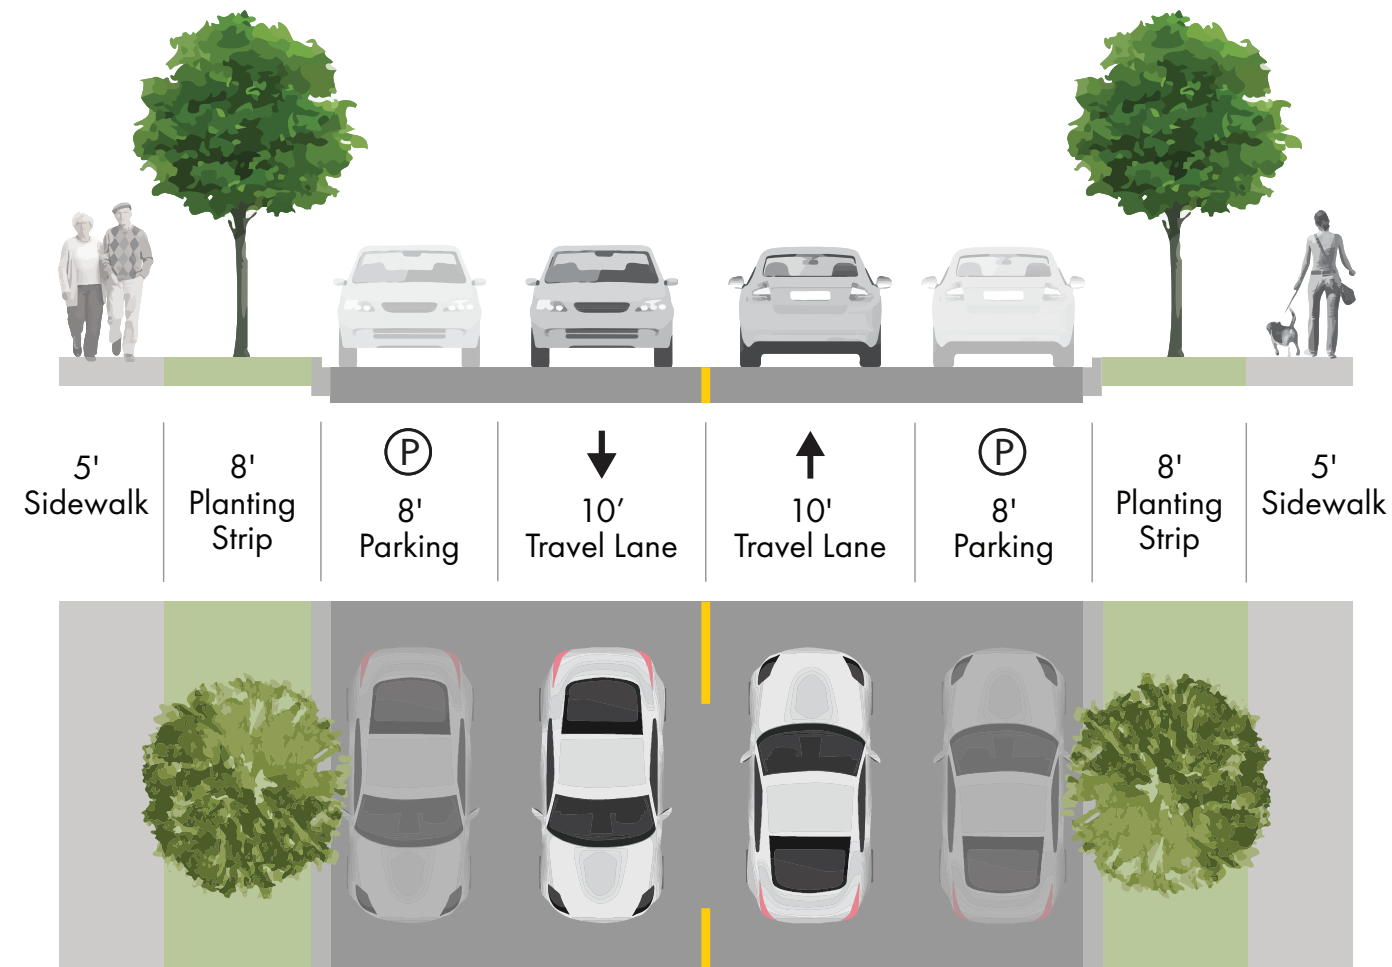 5'
Sidewalk
8'
Planting
Strip
P
8'
Parking
10’
Travel Lane
10'
Travel Lane
P
8'
Parking
8'
Planting
Strip
5'
Sidewalk